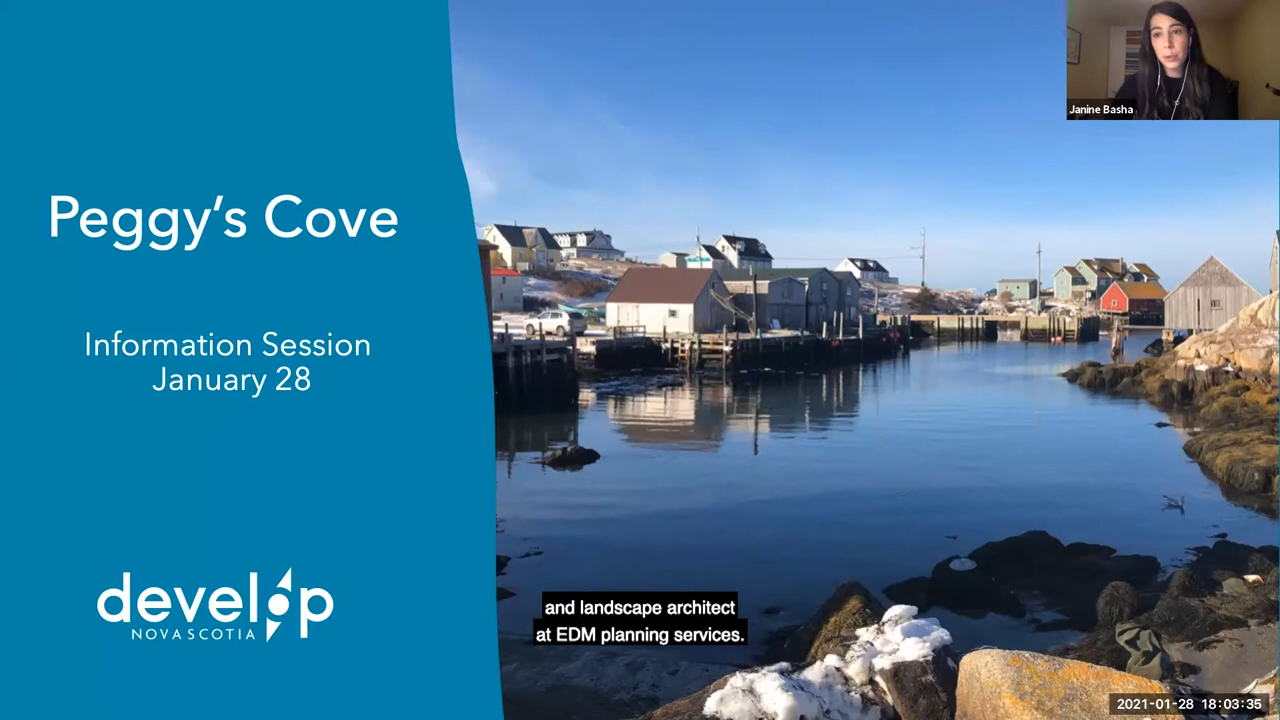 Peggy's Cove
Information Session
January 28
devel p
NOVA SCOTIA
Janine Basha
and landscape architect
at EDM planning services.
2021-01-28 18:03:35